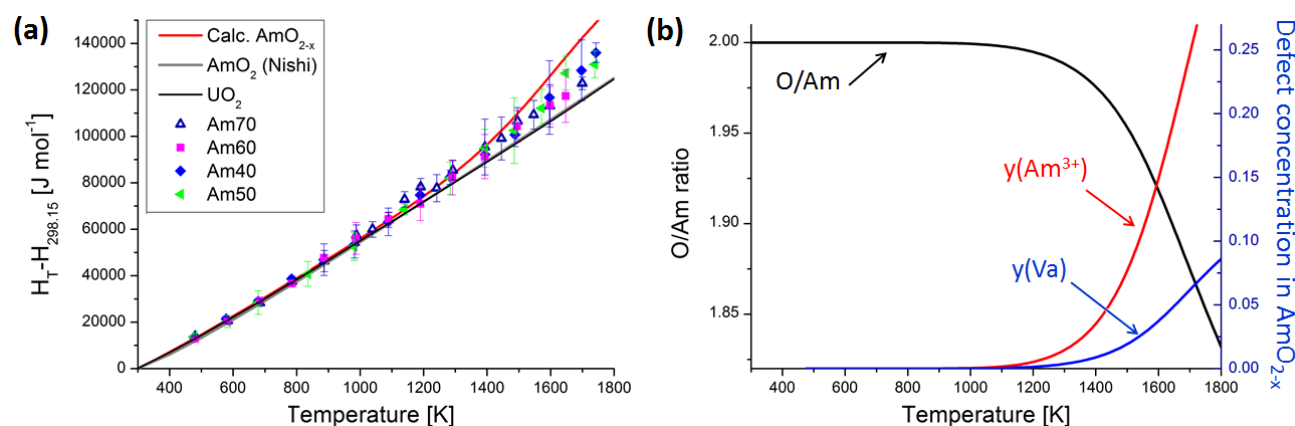 (a)
H_T-H_298.15 [J mol^-1]
140000
120000
100000
80000
60000
40000
20000
0
Calc. AmO_2-x
AmO_2 (Nishi)
UO_2
Am70
Am60
Am40
Am50
400 600 800 1000 1200 1400 1600 1800
Temperature [K]
(b)
O/Am ratio
2.00
1.95
1.90
1.85
O/Am
y(Am^3+)
y(Va)
0.25
0.20
0.15
0.10
0.05
0.00
Defect concentration in AmO_2-x
400 600 800 1000 1200 1400 1600 1800
Temperature [K]